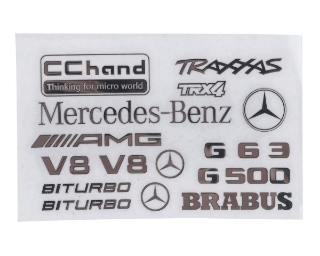 CChand
Thinking for micro world
TRAXXAS
TRX4
Mercedes-Benz
AMG
V8 V8
G 63
G 500
BITURBO
BITURBO
BRABUS